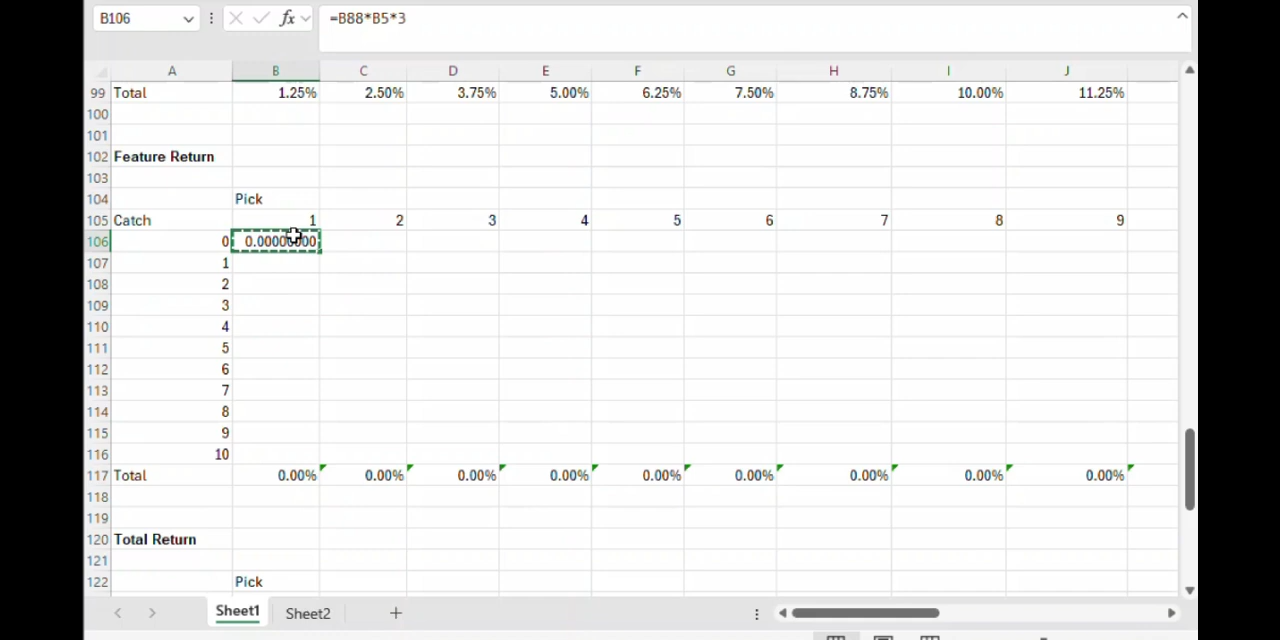 B106 fx =B88*B5*3
A B C D E F G H I J
99 Total 1.25% 2.50% 3.75% 5.00% 6.25% 7.50% 8.75% 10.00% 11.25%
100
101
102 Feature Return
103
104 Pick
105 Catch 1 2 3 4 5 6 7 8 9
106 0 0.00000000
107 1
108 2
109 3
110 4
111 5
112 6
113 7
114 8
115 9
116 10
117 Total 0.00% 0.00% 0.00% 0.00% 0.00% 0.00% 0.00% 0.00% 0.00%
118
119
120 Total Return
121
122 Pick
Sheet1 Sheet2